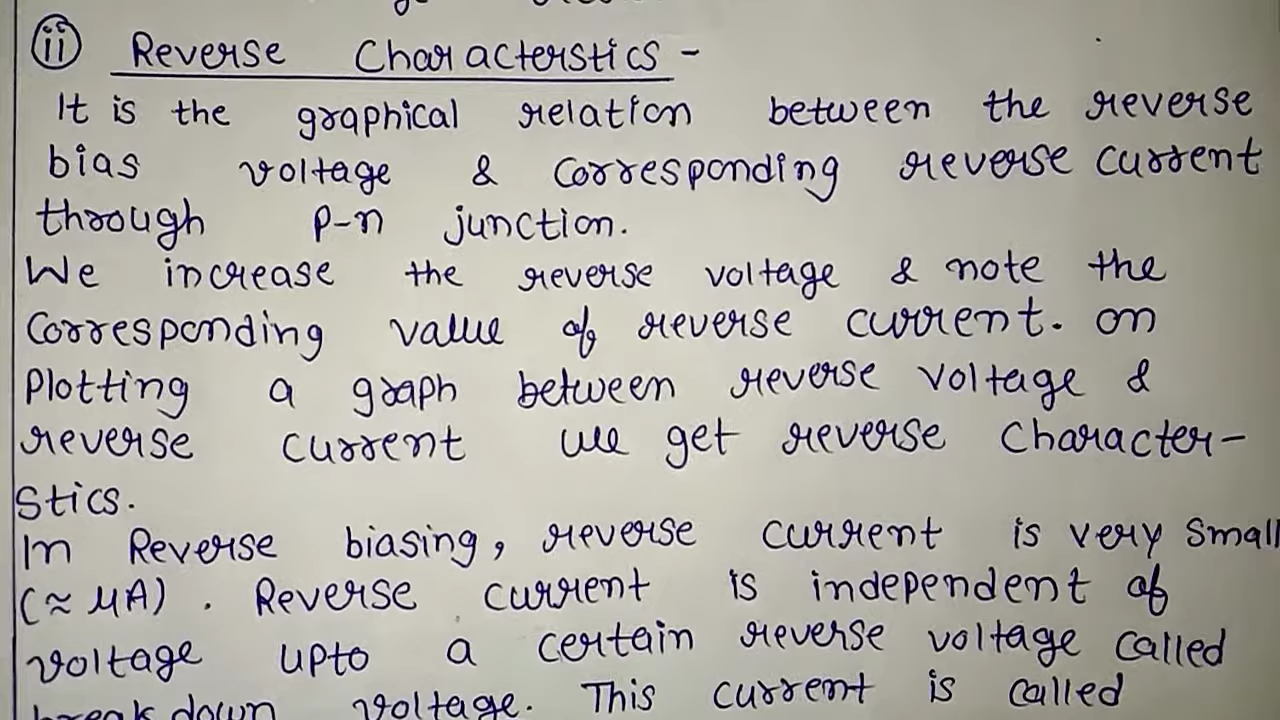 (ii) Reverse Characterstics -
It is the graphical relation between the reverse
bias voltage & corresponding reverse current
through p-n junction.
We increase the reverse voltage & note the
Corresponding value of reverse current. on
Plotting a graph between reverse voltage &
reverse current we get reverse Character-
stics.
In Reverse biasing, reverse current is very small
(≈ μA). Reverse current is independent of
voltage upto a certain reverse voltage called
break down voltage. This current is called